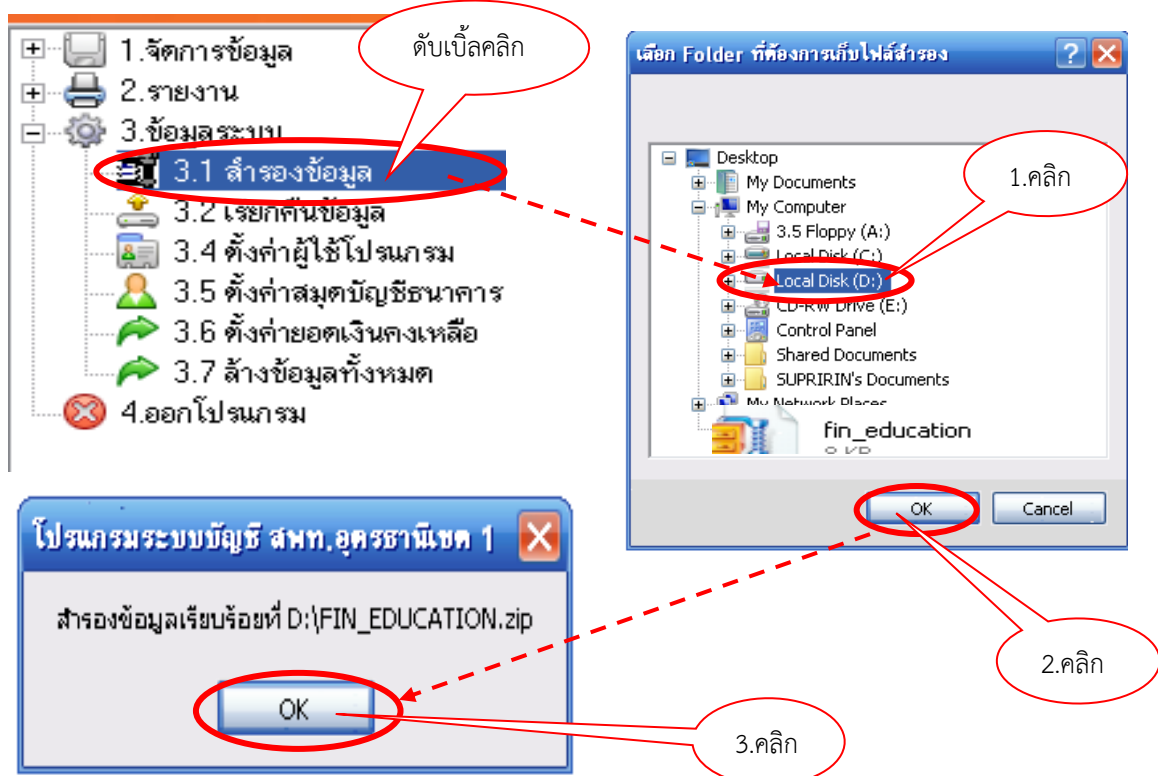 1.จัดการข้อมูล
2.รายงาน
3.ข้อมูลระบบ
3.1 สำรองข้อมูล
3.2 เรียกคืนข้อมูล
3.4 ตั้งค่าผู้ใช้โปรแกรม
3.5 ตั้งค่าสมุดบัญชีธนาคาร
3.6 ตั้งค่ายอดเงินคงเหลือ
3.7 ล้างข้อมูลทั้งหมด
4.ออกโปรแกรม
ดับเบิ้ลคลิก
เลือก Folder ที่ต้องการเก็บไฟล์สำรอง
Desktop
My Documents
My Computer
3.5 Floppy (A:)
Local Disk (C:)
Local Disk (D:)
CD-RW Drive (E:)
Control Panel
Shared Documents
SUPRIRIN's Documents
My Network Places
fin_education
8 KB
OK
Cancel
1.คลิก
2.คลิก
โปรแกรมระบบบัญชี สพท.อุดรธานีเขต 1
สำรองข้อมูลเรียบร้อยที่ D:\FIN_EDUCATION.zip
OK
3.คลิก